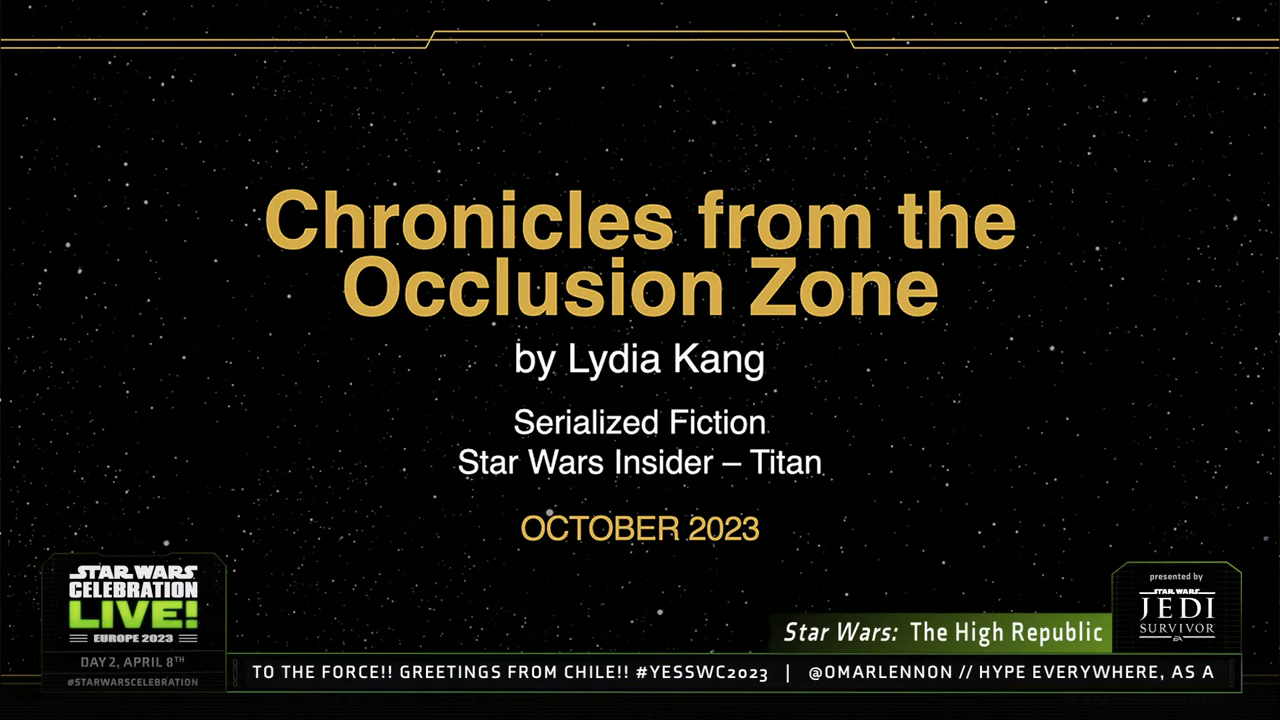 Chronicles from the
Occlusion Zone
by Lydia Kang
Serialized Fiction
Star Wars Insider – Titan
OCTOBER 2023
STAR WARS
CELEBRATION
LIVE!
EUROPE 2023
DAY 2, APRIL 8TH
#STARWARSCELEBRATION
presented by
STAR WARS
JEDI
SURVIVOR
EA
Star Wars: The High Republic
TO THE FORCE!! GREETINGS FROM CHILE!! #YESSWC2023 | @OMARLENNON // HYPE EVERYWHERE, AS A